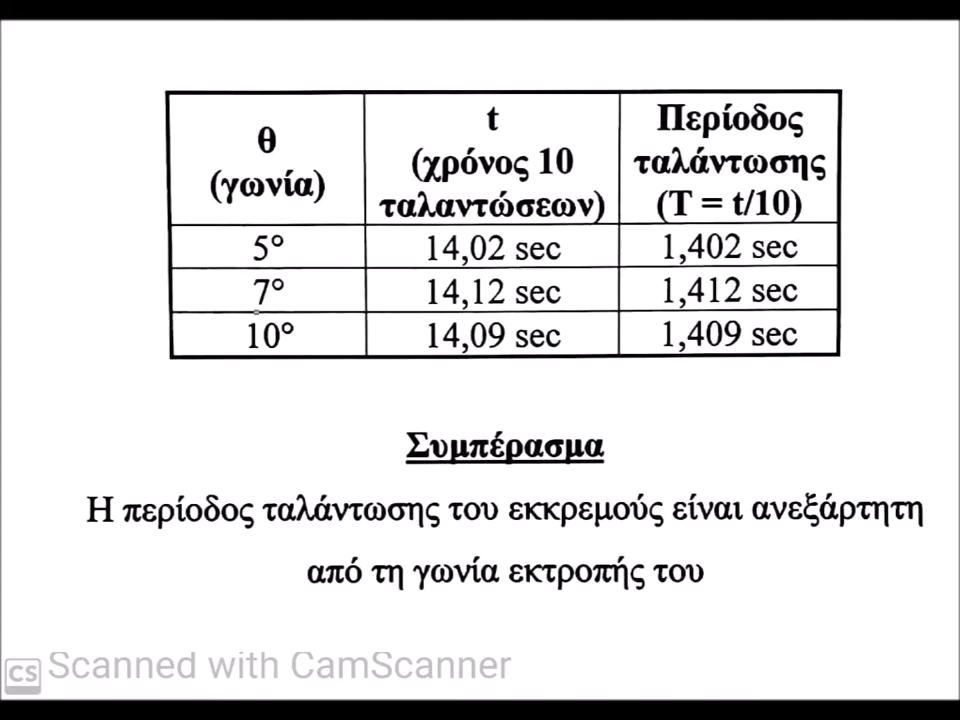 θ
(γωνία)
t
(χρόνος 10
ταλαντώσεων)
Περίοδος
ταλάντωσης
(Τ = t/10)
5° 14,02 sec 1,402 sec
7° 14,12 sec 1,412 sec
10° 14,09 sec 1,409 sec
Συμπέρασμα
Η περίοδος ταλάντωσης του εκκρεμούς είναι ανεξάρτητη
από τη γωνία εκτροπής του
CS Scanned with CamScanner